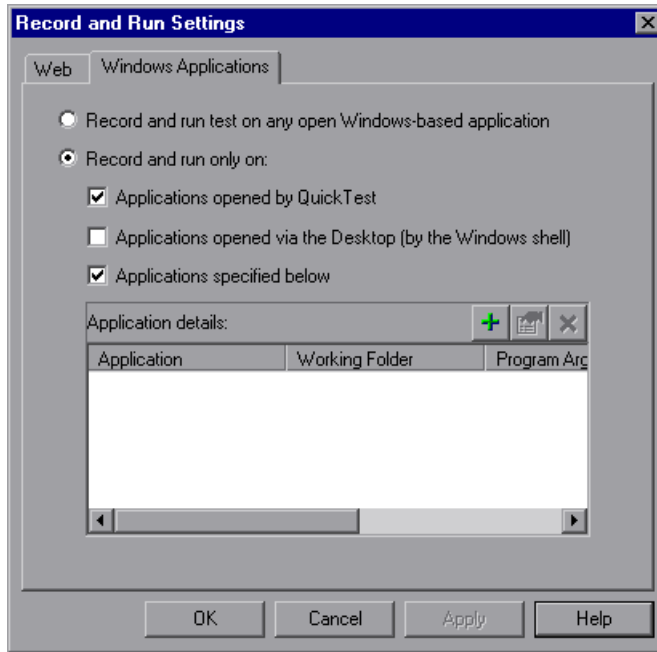 Record and Run Settings
Web
Windows Applications
Record and run test on any open Windows-based application
Record and run only on:
Applications opened by QuickTest
Applications opened via the Desktop (by the Windows shell)
Applications specified below
Application details:
Application Working Folder Program Arg
OK Cancel Apply Help